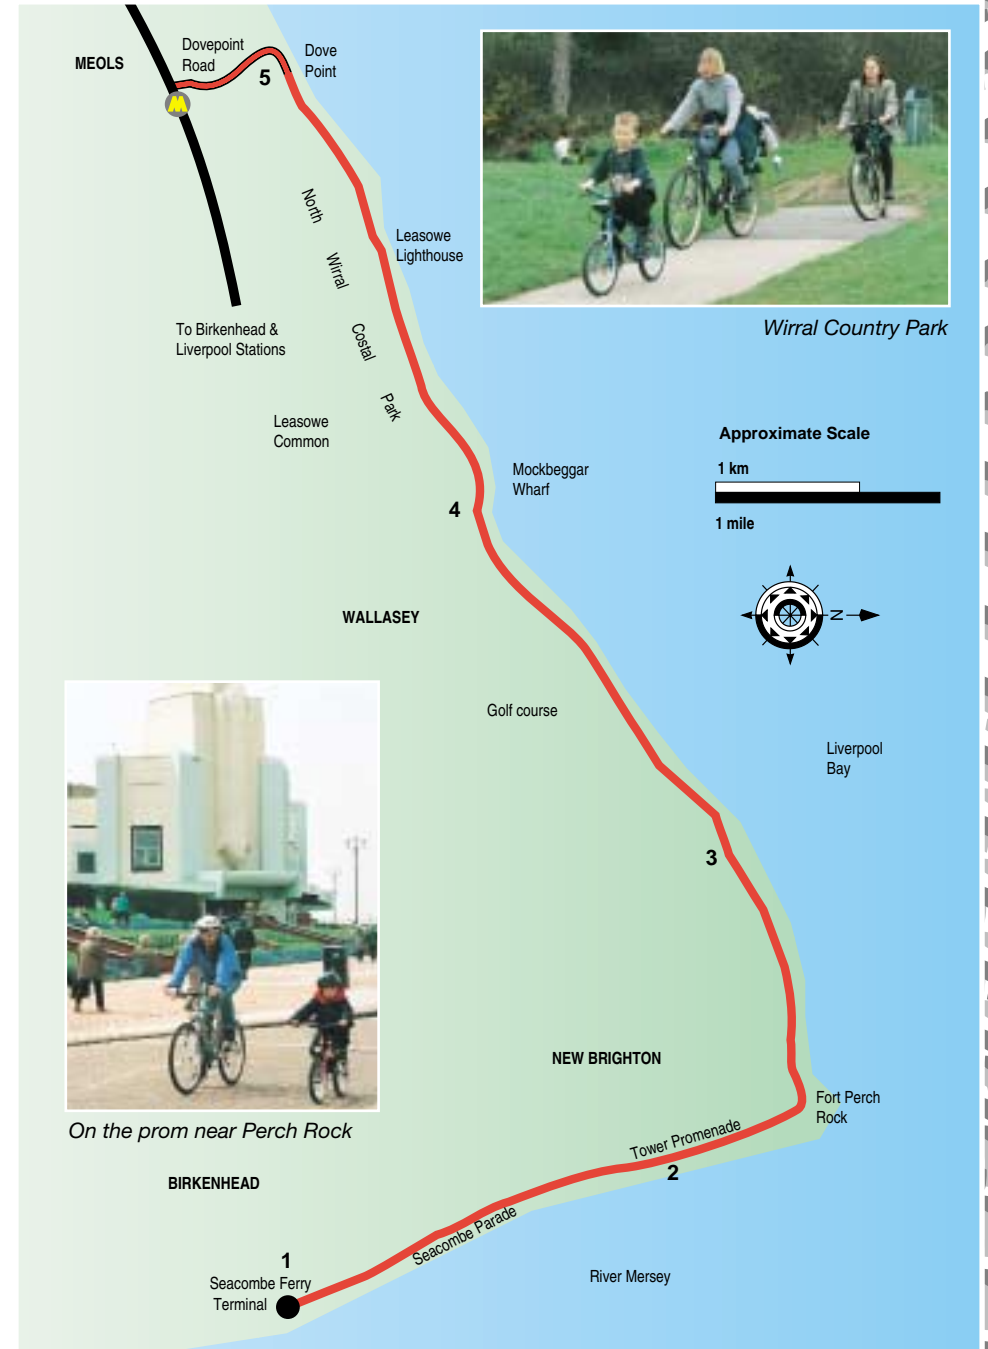 MEOLS
Dovepoint
Road
5
Dove
Point
M
North Wirral Costal Park
Leasowe
Lighthouse
Wirral Country Park
To Birkenhead &
Liverpool Stations
Leasowe
Common
Approximate Scale
1 km
1 mile
Mockbeggar
Wharf
4
WALLASEY
N
Golf course
Liverpool
Bay
3
NEW BRIGHTON
Fort Perch
Rock
On the prom near Perch Rock
Tower Promenade
2
BIRKENHEAD
Seacombe Parade
1
Seacombe Ferry
Terminal
River Mersey